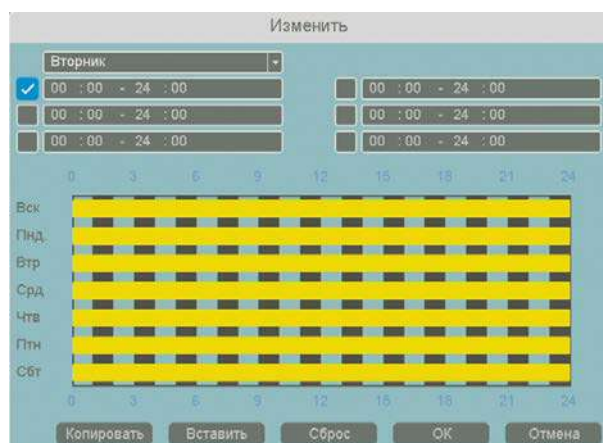 Изменить
Вторник
00 :00 - 24 :00 00 :00 - 24 :00
00 :00 - 24 :00 00 :00 - 24 :00
00 :00 - 24 :00 00 :00 - 24 :00
0 3 6 9 12 15 18 21 24
Вск
Пнд.
Втр
Срд
Чтв
Птн
Сбт
0 3 6 9 12 15 18 21 24
Копировать Вставить Сброс ОК Отмена